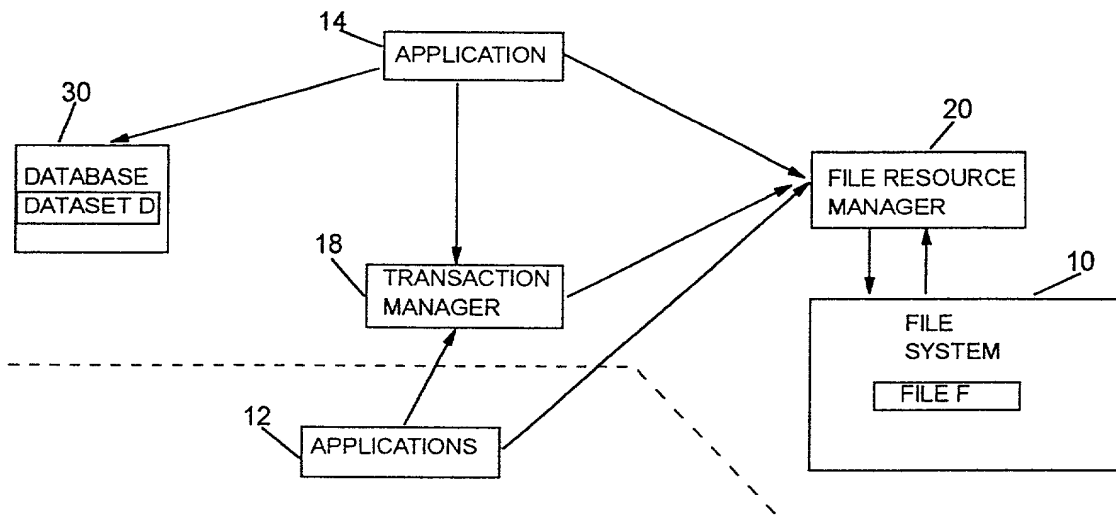 14
APPLICATION
30
DATABASE
DATASET D
20
FILE RESOURCE
MANAGER
18
TRANSACTION
MANAGER
10
FILE
SYSTEM
FILE F
12
APPLICATIONS